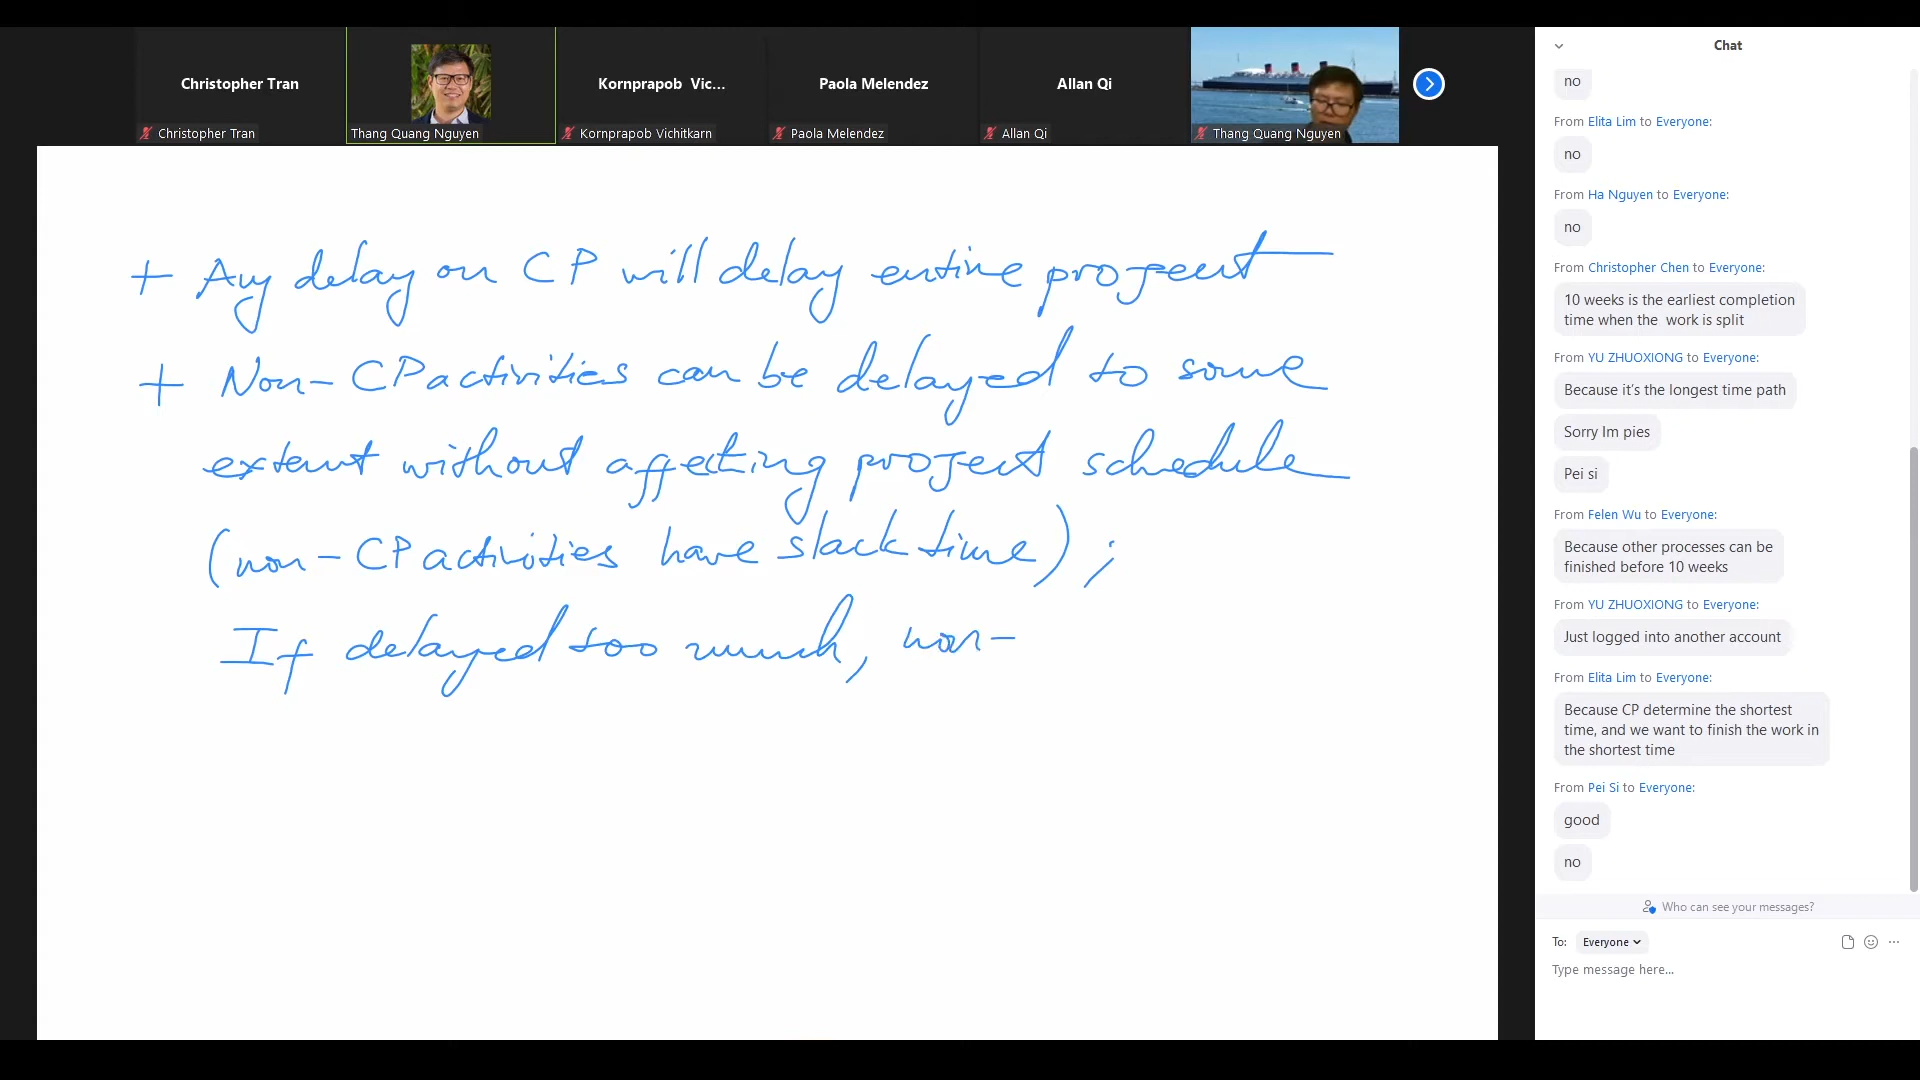 Christopher Tran
Kornprapob Vic...
Paola Melendez
Allan Qi
Christopher Tran
Thang Quang Nguyen
Kornprapob Vichitkarn
Paola Melendez
Allan Qi
Thang Quang Nguyen
+ Any delay on CP will delay entire project
+ Non-CP activities can be delayed to some
extent without affecting project schedule
(non-CP activities have slack time);
If delayed too much, non-
Chat
no
From Elita Lim to Everyone:
no
From Ha Nguyen to Everyone:
no
From Christopher Chen to Everyone:
10 weeks is the earliest completion
time when the work is split
From YU ZHUOXIONG to Everyone:
Because it's the longest time path
Sorry Im pies
Pei si
From Felen Wu to Everyone:
Because other processes can be
finished before 10 weeks
From YU ZHUOXIONG to Everyone:
Just logged into another account
From Elita Lim to Everyone:
Because CP determine the shortest
time, and we want to finish the work in
the shortest time
From Pei Si to Everyone:
good
no
Who can see your messages?
To: Everyone
Type message here...